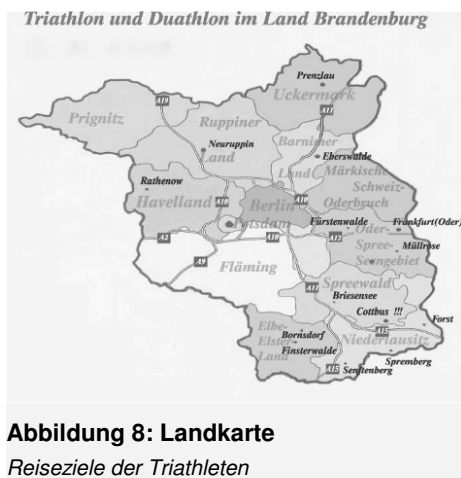 Triathlon und Duathlon im Land Brandenburg
Prenzlau
Uckermark
A19
A11
Prignitz
Ruppiner
Land
Neuruppin
Barnimer
Land
Eberswalde
Märkische
Schweiz-
Oderbruch
Rathenow
Havelland
A10
A10
Berlin
Potsdam
Fürstenwalde
Frankfurt(Oder)
A2
A10
A12
Oder-
Spree-
Seengebiet
Müllrose
A9
Fläming
A13
Spreewald
Briesensee
Cottbus !!!
Forst
A15
Elbe-
Elster-
Land
Bornsdorf
Finsterwalde
Niederlausitz
Spremberg
A15
Senftenberg
Abbildung 8: Landkarte
Reiseziele der Triathleten